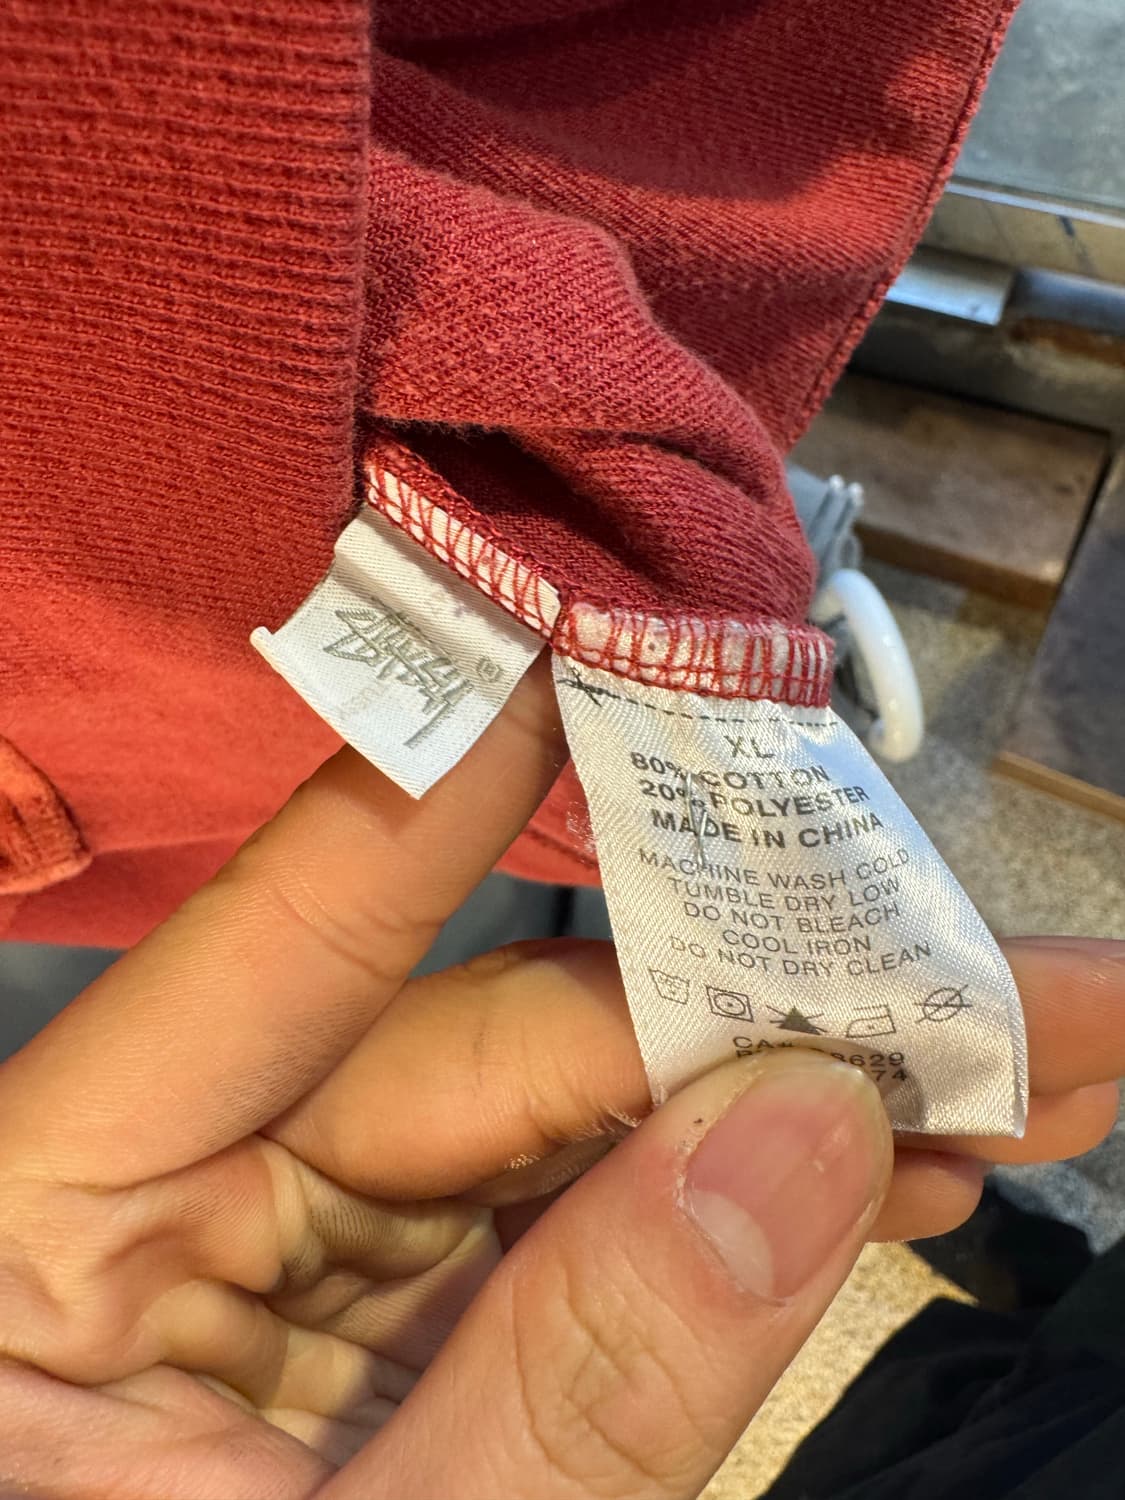 XL
80% COTTON
20% POLYESTER
MADE IN CHINA
MACHINE WASH COLD
TUMBLE DRY LOW
DO NOT BLEACH
COOL IRON
DO NOT DRY CLEAN